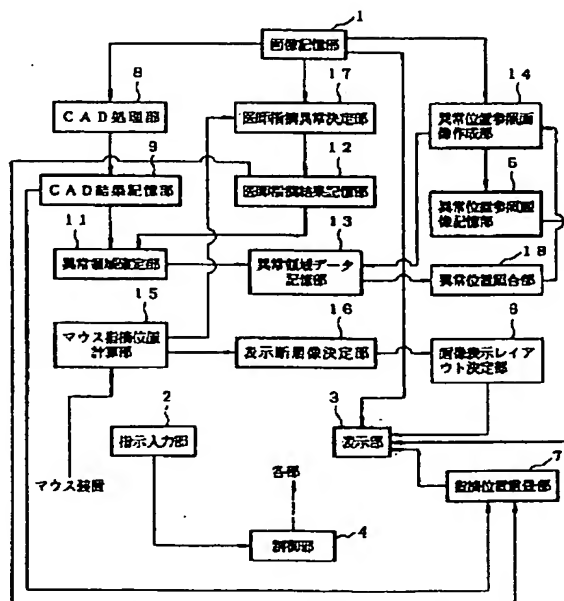 1
画像記憶部
8
17
14
CAD処理部
医師指摘異常決定部
異常位置参照画
像作成部
9
12
5
CAD結果記憶部
医師指摘結果記憶部
異常位置参照画
像記憶部
11
13
18
異常領域決定部
異常領域データ
記憶部
異常位置照合部
15
16
6
マウス指摘位置
計算部
表示断層像決定部
画像表示レイア
ウト決定部
2
3
指示入力部
表示部
7
マウス装置
各部
指摘位置重畳部
4
制御部